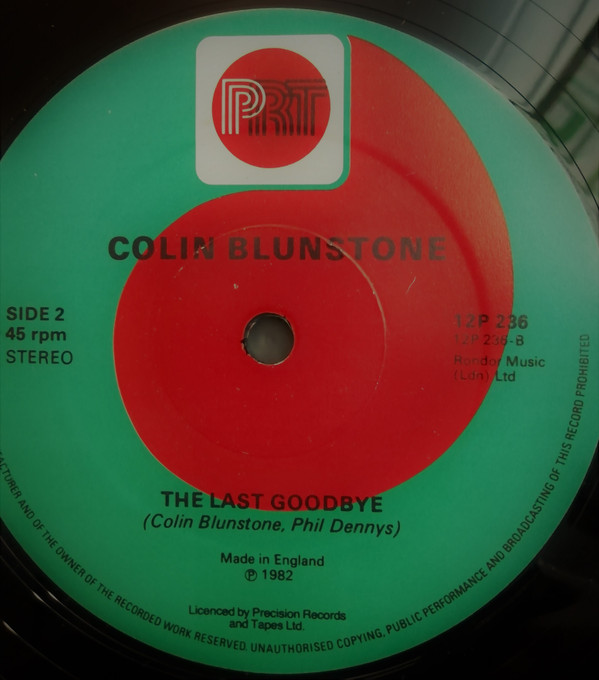 PRT
COLIN BLUNSTONE
SIDE 2
45 rpm
STEREO
12P 236
12P 236-B
Rondor Music
(Ldn) Ltd
THE LAST GOODBYE
(Colin Blunstone, Phil Dennys)
Made in England
℗ 1982
Licenced by Precision Records
and Tapes Ltd.
AND OF THE OWNER OF THE RECORDED WORK RESERVED. UNAUTHORISED COPYING, PUBLIC PERFORMANCE AND BROADCASTING OF THIS RECORD PROHIBITED